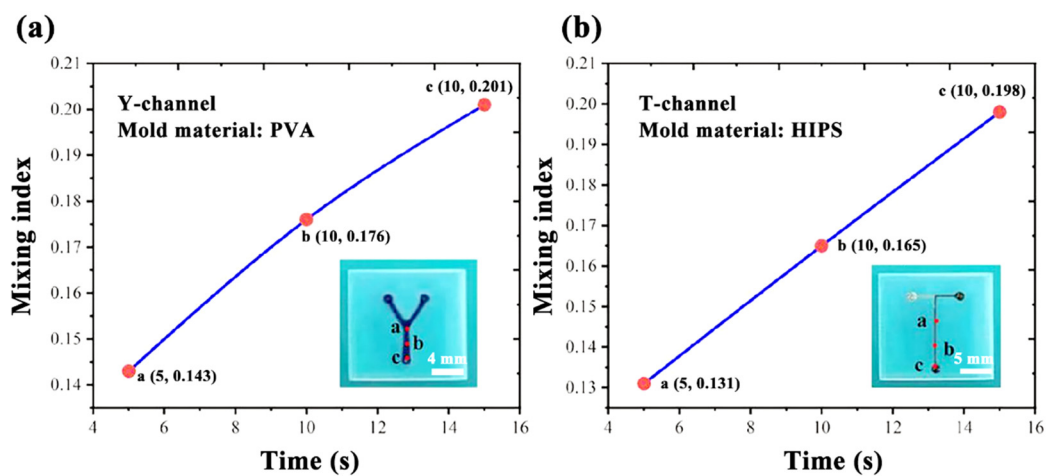 (a)
0.21
0.20
0.19
0.18
0.17
0.16
0.15
0.14
Mixing index
Y-channel
Mold material: PVA
c (10, 0.201)
b (10, 0.176)
a (5, 0.143)
a
b
c
4 mm
4 6 8 10 12 14 16
Time (s)
(b)
0.21
0.20
0.19
0.18
0.17
0.16
0.15
0.14
0.13
Mixing index
T-channel
Mold material: HIPS
c (10, 0.198)
b (10, 0.165)
a (5, 0.131)
a
b
c
5 mm
4 6 8 10 12 14 16
Time (s)